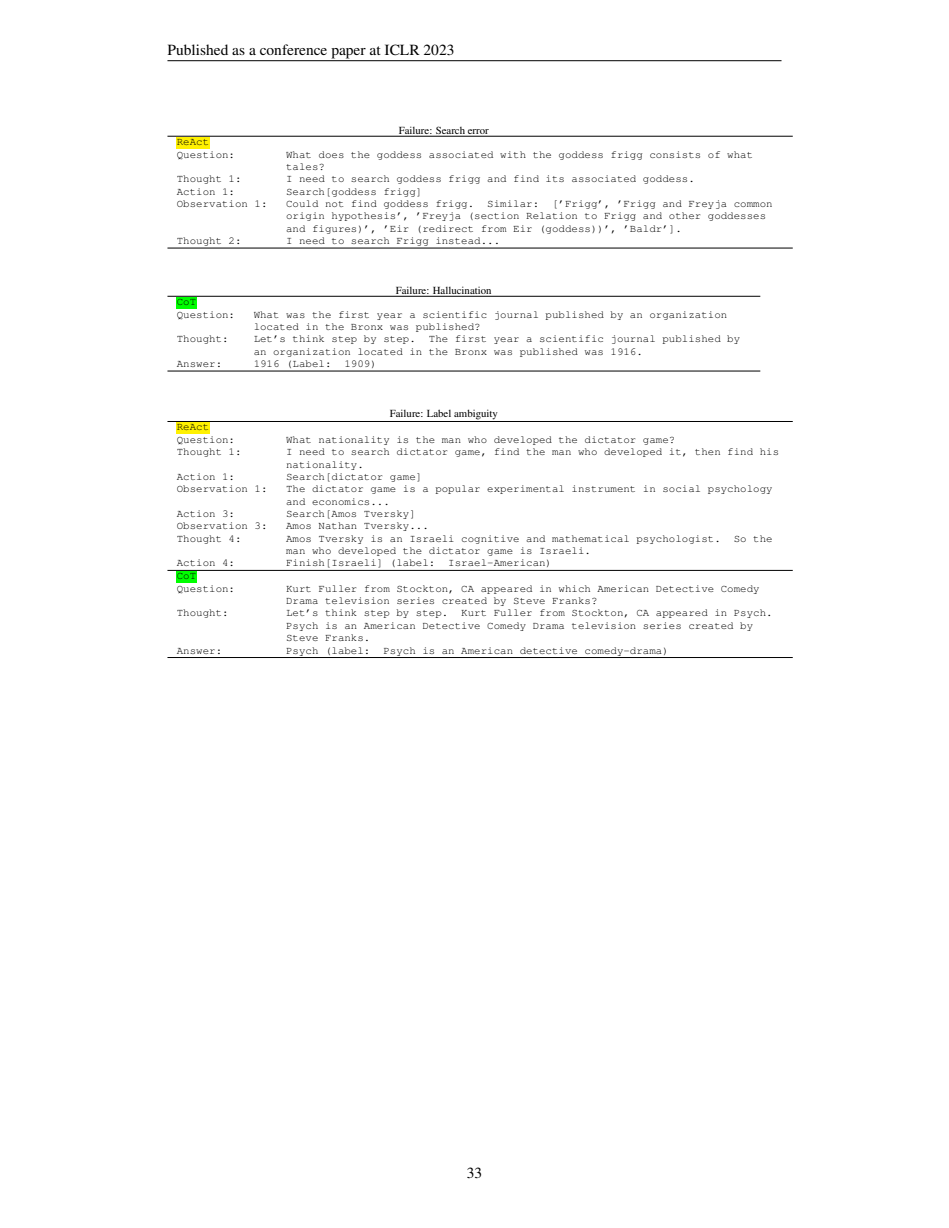 Published as a conference paper at ICLR 2023
Failure: Search error
ReAct
Question: What does the goddess associated with the goddess frigg consists of what
tales?
Thought 1: I need to search goddess frigg and find its associated goddess.
Action 1: Search[goddess frigg]
Observation 1: Could not find goddess frigg. Similar: [’Frigg’, ’Frigg and Freyja common
origin hypothesis’, ’Freyja (section Relation to Frigg and other goddesses
and figures)’, ’Eir (redirect from Eir (goddess))’, ’Baldr’].
Thought 2: I need to search Frigg instead...
Failure: Hallucination
CoT
Question: What was the first year a scientific journal published by an organization
located in the Bronx was published?
Thought: Let’s think step by step. The first year a scientific journal published by
an organization located in the Bronx was published was 1916.
Answer: 1916 (Label: 1909)
Failure: Label ambiguity
ReAct
Question: What nationality is the man who developed the dictator game?
Thought 1: I need to search dictator game, find the man who developed it, then find his
nationality.
Action 1: Search[dictator game]
Observation 1: The dictator game is a popular experimental instrument in social psychology
and economics...
Action 3: Search[Amos Tversky]
Observation 3: Amos Nathan Tversky...
Thought 4: Amos Tversky is an Israeli cognitive and mathematical psychologist. So the
man who developed the dictator game is Israeli.
Action 4: Finish[Israeli] (label: Israel-American)
CoT
Question: Kurt Fuller from Stockton, CA appeared in which American Detective Comedy
Drama television series created by Steve Franks?
Thought: Let’s think step by step. Kurt Fuller from Stockton, CA appeared in Psych.
Psych is an American Detective Comedy Drama television series created by
Steve Franks.
Answer: Psych (label: Psych is an American detective comedy-drama)
33